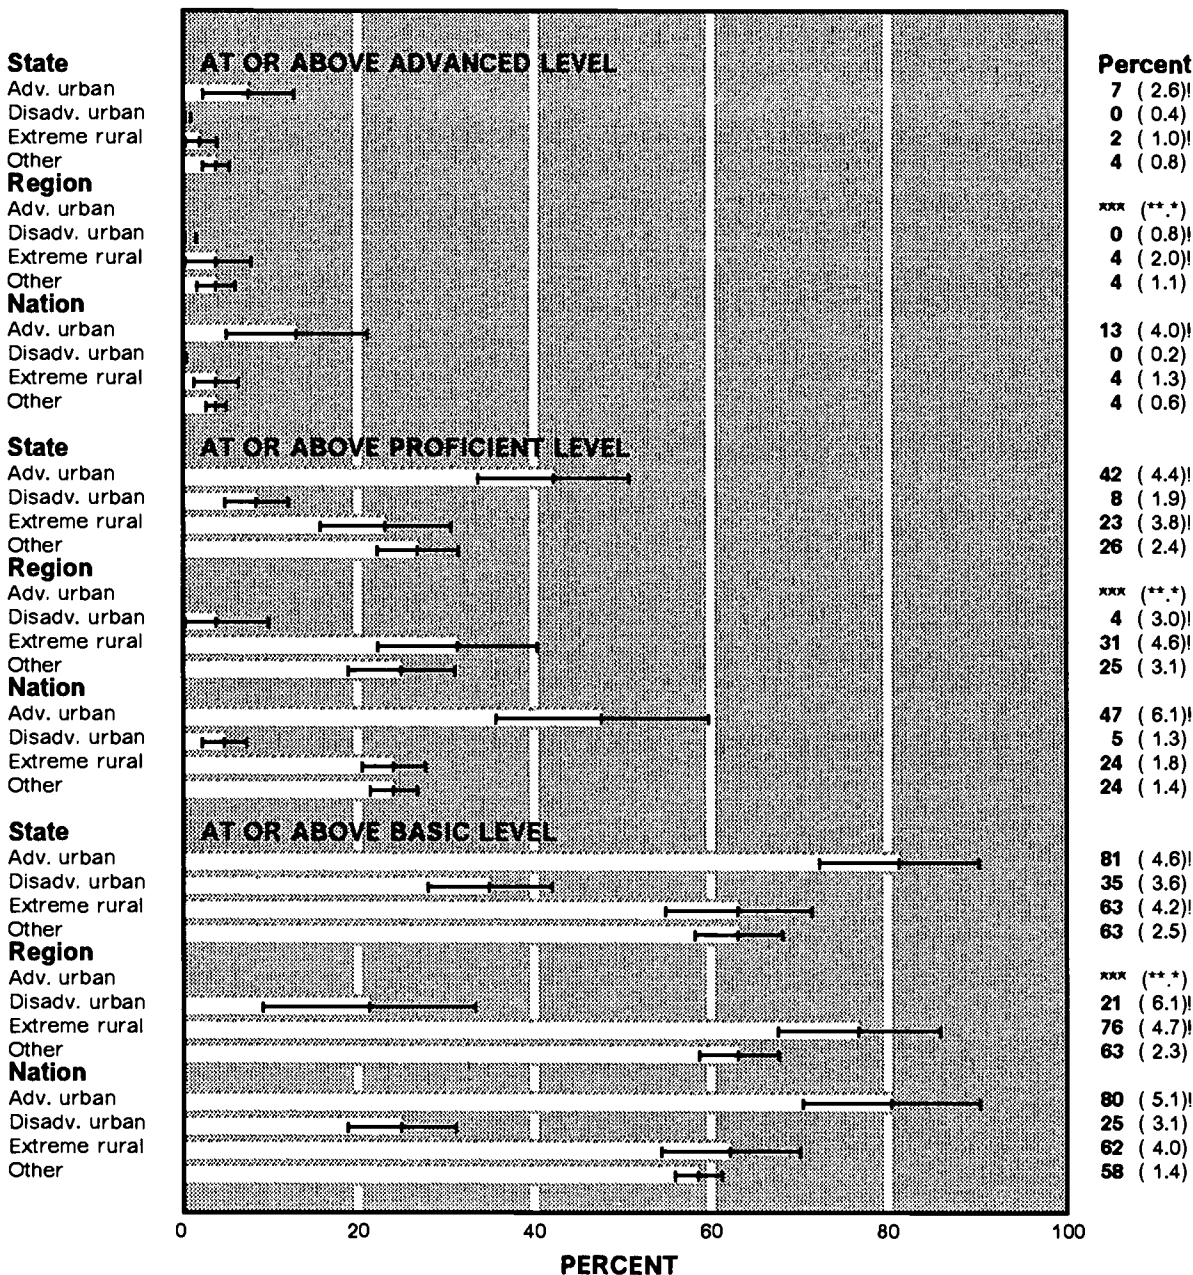 State AT OR ABOVE ADVANCED LEVEL Percent
Adv. urban 7 ( 2.6)!
Disadv. urban 0 ( 0.4)
Extreme rural 2 ( 1.0)!
Other 4 ( 0.8)
Region
Adv. urban *** (**.*)
Disadv. urban 0 ( 0.8)!
Extreme rural 4 ( 2.0)!
Other 4 ( 1.1)
Nation
Adv. urban 13 ( 4.0)!
Disadv. urban 0 ( 0.2)
Extreme rural 4 ( 1.3)
Other 4 ( 0.6)
State AT OR ABOVE PROFICIENT LEVEL
Adv. urban 42 ( 4.4)!
Disadv. urban 8 ( 1.9)
Extreme rural 23 ( 3.8)!
Other 26 ( 2.4)
Region
Adv. urban *** (**.*)
Disadv. urban 4 ( 3.0)!
Extreme rural 31 ( 4.6)!
Other 25 ( 3.1)
Nation
Adv. urban 47 ( 6.1)!
Disadv. urban 5 ( 1.3)
Extreme rural 24 ( 1.8)
Other 24 ( 1.4)
State AT OR ABOVE BASIC LEVEL
Adv. urban 81 ( 4.6)!
Disadv. urban 35 ( 3.6)
Extreme rural 63 ( 4.2)!
Other 63 ( 2.5)
Region
Adv. urban *** (**.*)
Disadv. urban 21 ( 6.1)!
Extreme rural 76 ( 4.7)!
Other 63 ( 2.3)
Nation
Adv. urban 80 ( 5.1)!
Disadv. urban 25 ( 3.1)
Extreme rural 62 ( 4.0)
Other 58 ( 1.4)
0 20 40 60 80 100
PERCENT